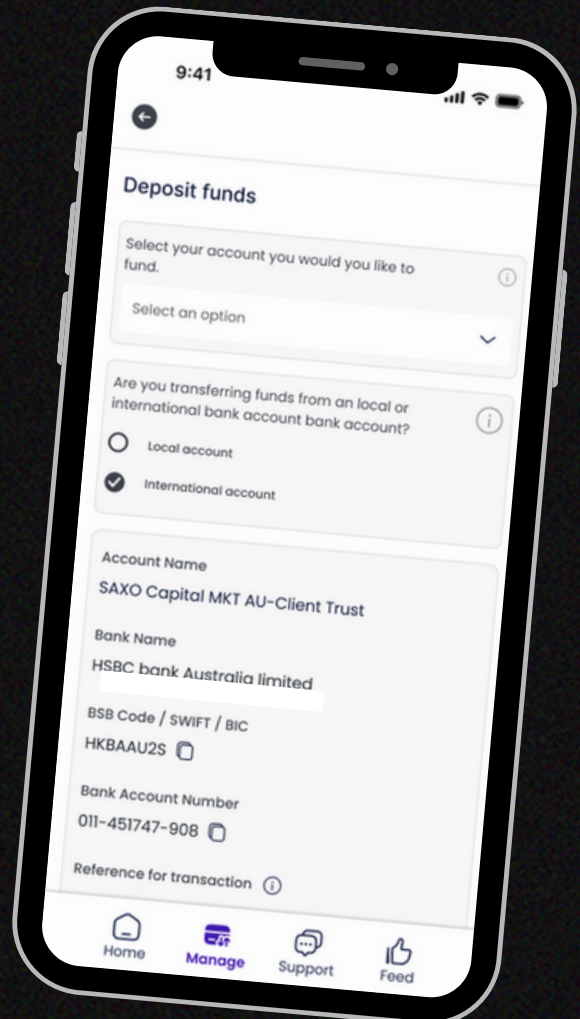 9:41
Deposit funds
Select your account you would you like to
fund.
Select an option
Are you transferring funds from an local or
international bank account bank account?
Local account
International account
Account Name
SAXO Capital MKT AU-Client Trust
Bank Name
HSBC bank Australia limited
BSB Code / SWIFT / BIC
HKBAAU2S
Bank Account Number
011-451747-908
Reference for transaction
Home
Manage
Support
Feed